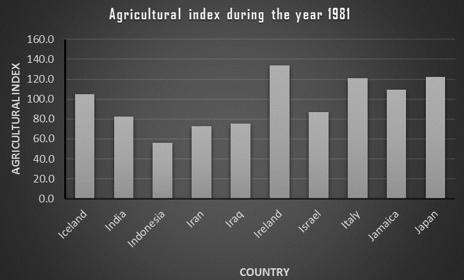 Agricultural index during the year 1981
AGRICULTURAL INDEX
160.0
140.0
120.0
100.0
80.0
60.0
40.0
20.0
0.0
Iceland
India
Indonesia
Iran
Iraq
Ireland
Israel
Italy
Jamaica
Japan
COUNTRY